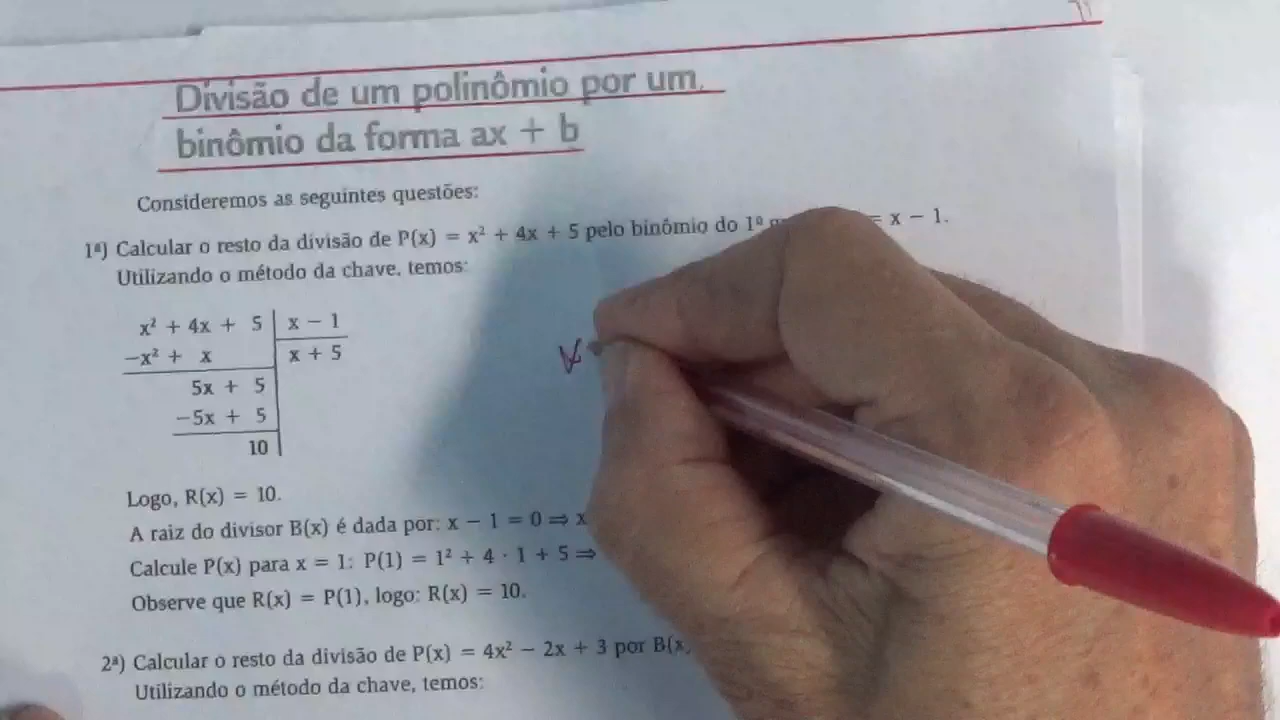 Divisão de um polinômio por um
binômio da forma ax + b
Consideremos as seguintes questões:
1ª) Calcular o resto da divisão de P(x) = x² + 4x + 5 pelo binômio do 1º = x − 1.
Utilizando o método da chave, temos:
x² + 4x + 5 x − 1
−x² + x x + 5
5x + 5
−5x + 5
10
Logo, R(x) = 10.
A raiz do divisor B(x) é dada por: x − 1 = 0 ⇒ x
Calcule P(x) para x = 1: P(1) = 1² + 4 · 1 + 5 ⇒
Observe que R(x) = P(1), logo: R(x) = 10.
2ª) Calcular o resto da divisão de P(x) = 4x² − 2x + 3 por B(x)
Utilizando o método da chave, temos: